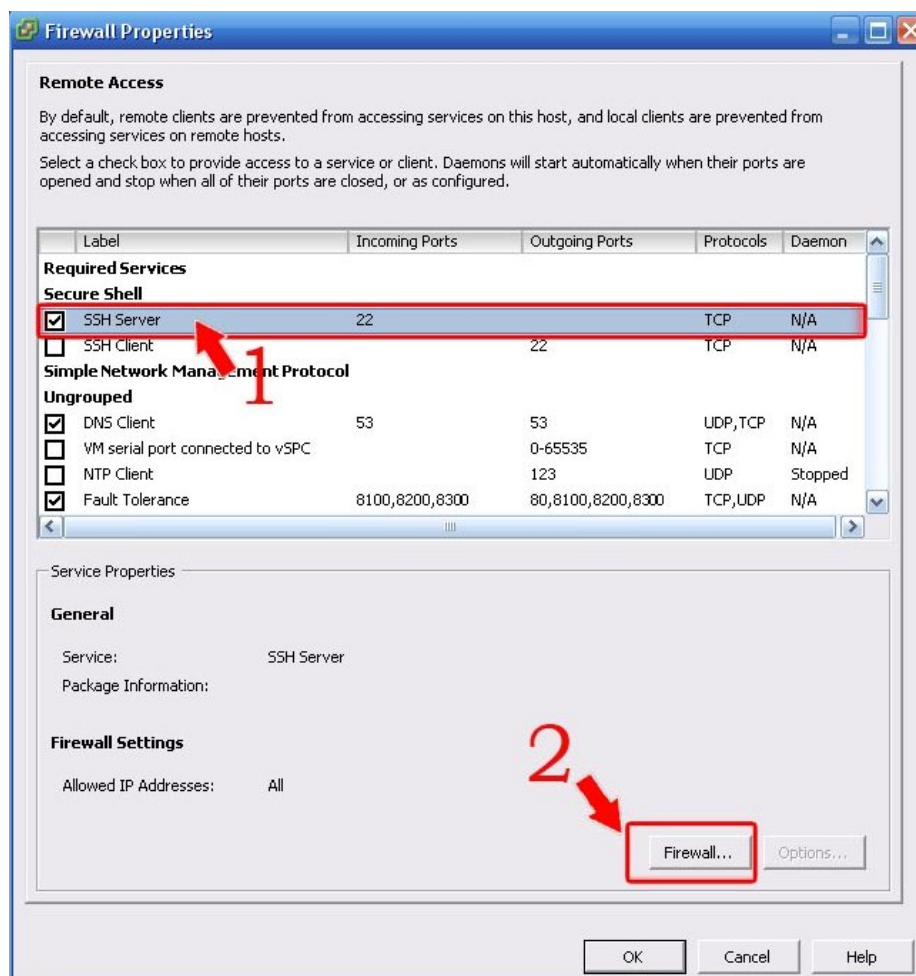 Firewall Properties
Remote Access
By default, remote clients are prevented from accessing services on this host, and local clients are prevented from
accessing services on remote hosts.
Select a check box to provide access to a service or client. Daemons will start automatically when their ports are
opened and stop when all of their ports are closed, or as configured.
Label Incoming Ports Outgoing Ports Protocols Daemon
Required Services
Secure Shell
SSH Server 22 TCP N/A
SSH Client 22 TCP N/A
1
Simple Network Management Protocol
Ungrouped
DNS Client 53 53 UDP,TCP N/A
VM serial port connected to vSPC 0-65535 TCP N/A
NTP Client 123 UDP Stopped
Fault Tolerance 8100,8200,8300 80,8100,8200,8300 TCP,UDP N/A
Service Properties
General
Service: SSH Server
Package Information:
Firewall Settings
2
Allowed IP Addresses: All
Firewall... Options...
OK Cancel Help